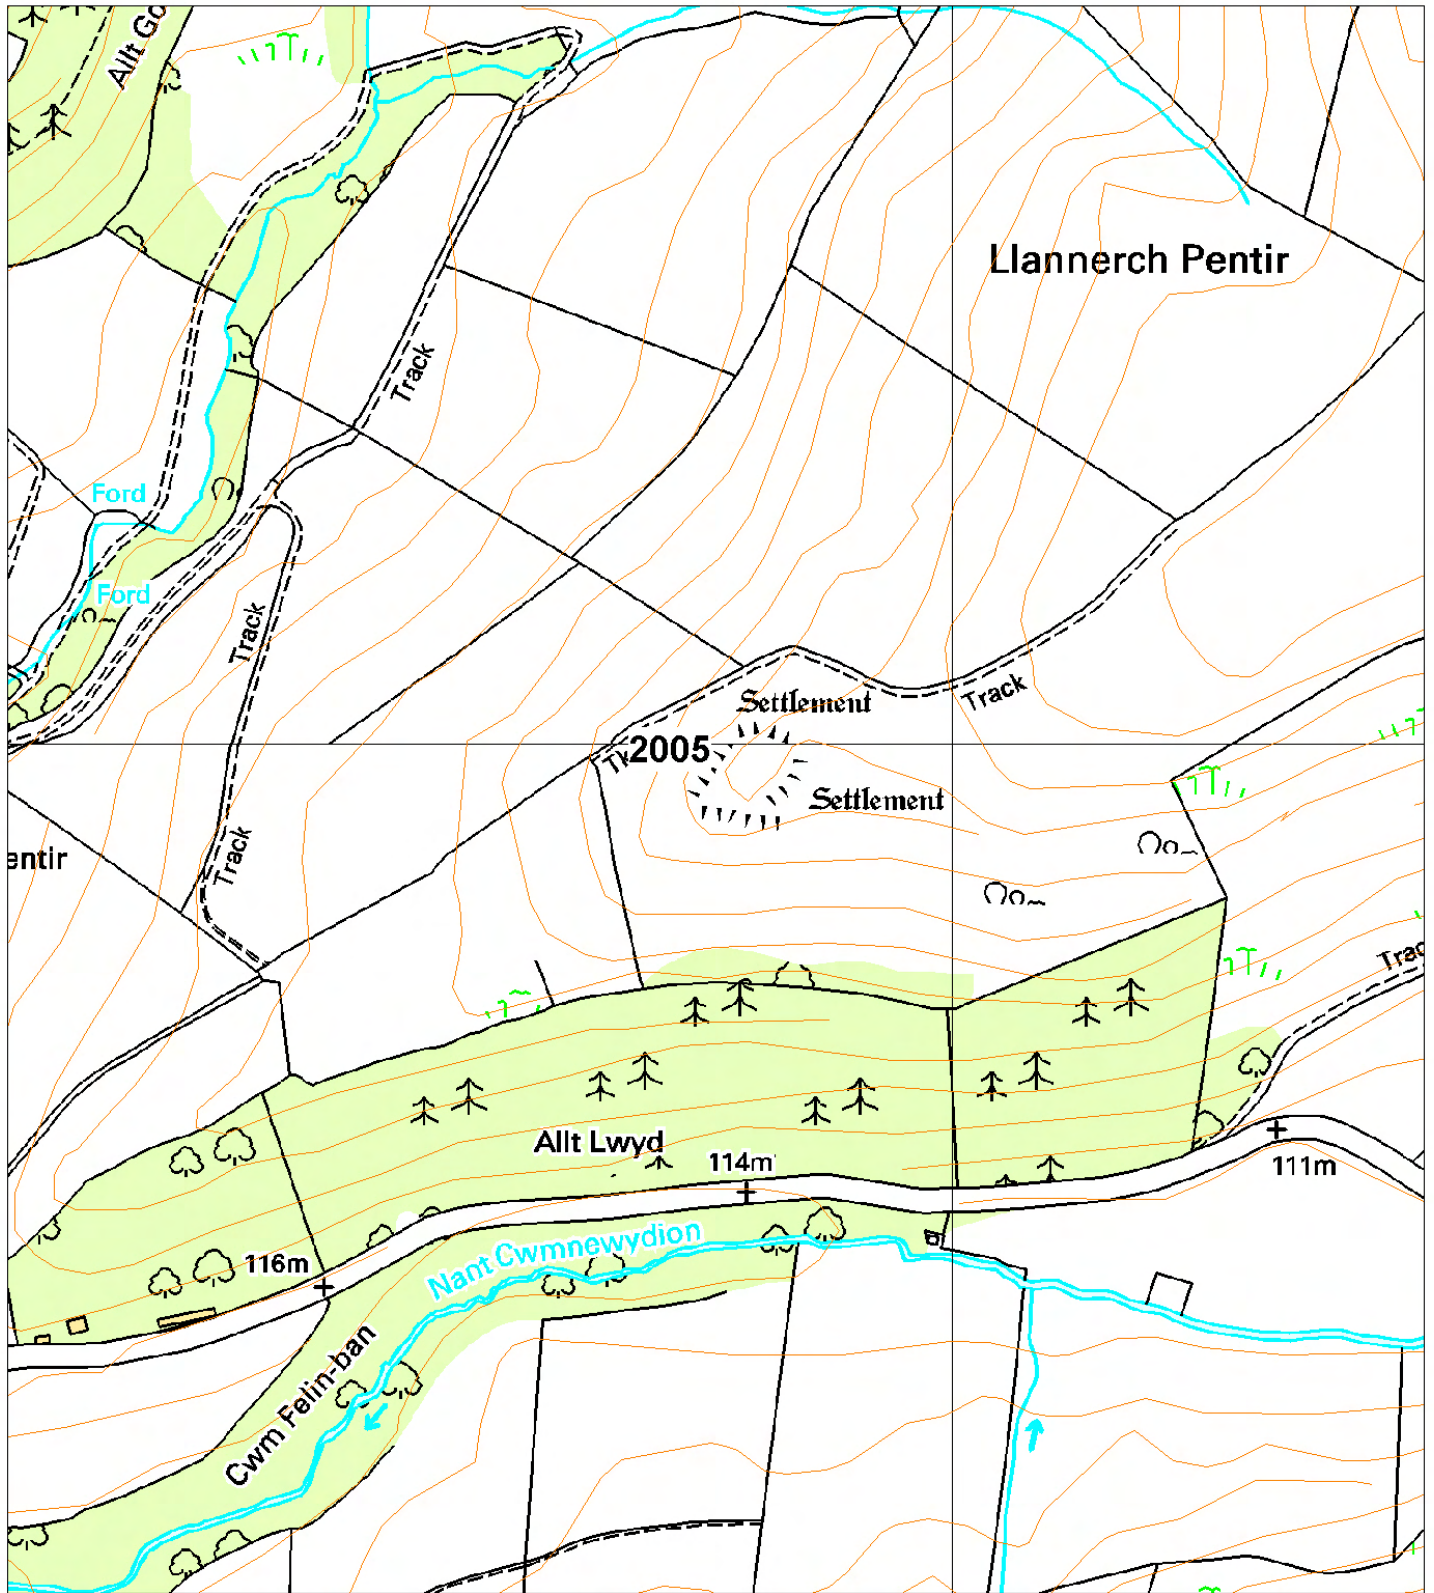 Allt Go
Llannerch Pentir
Track
Ford
Ford
Track
Settlement
Track
Tk
2005
Settlement
entir
Track
Trac
Allt Lwyd
114m
111m
Nant Cwmnewydion
116m
Cwm Felin-ban